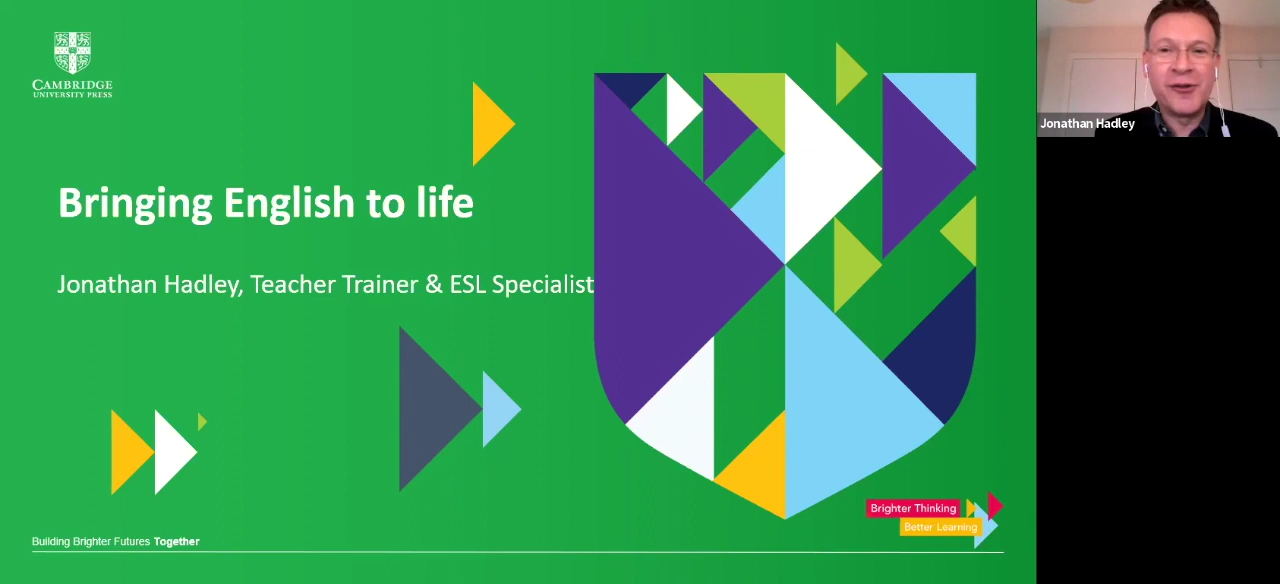 CAMBRIDGE
UNIVERSITY PRESS
Bringing English to life
Jonathan Hadley, Teacher Trainer & ESL Specialist
Building Brighter Futures Together
Brighter Thinking
Better Learning
Jonathan Hadley